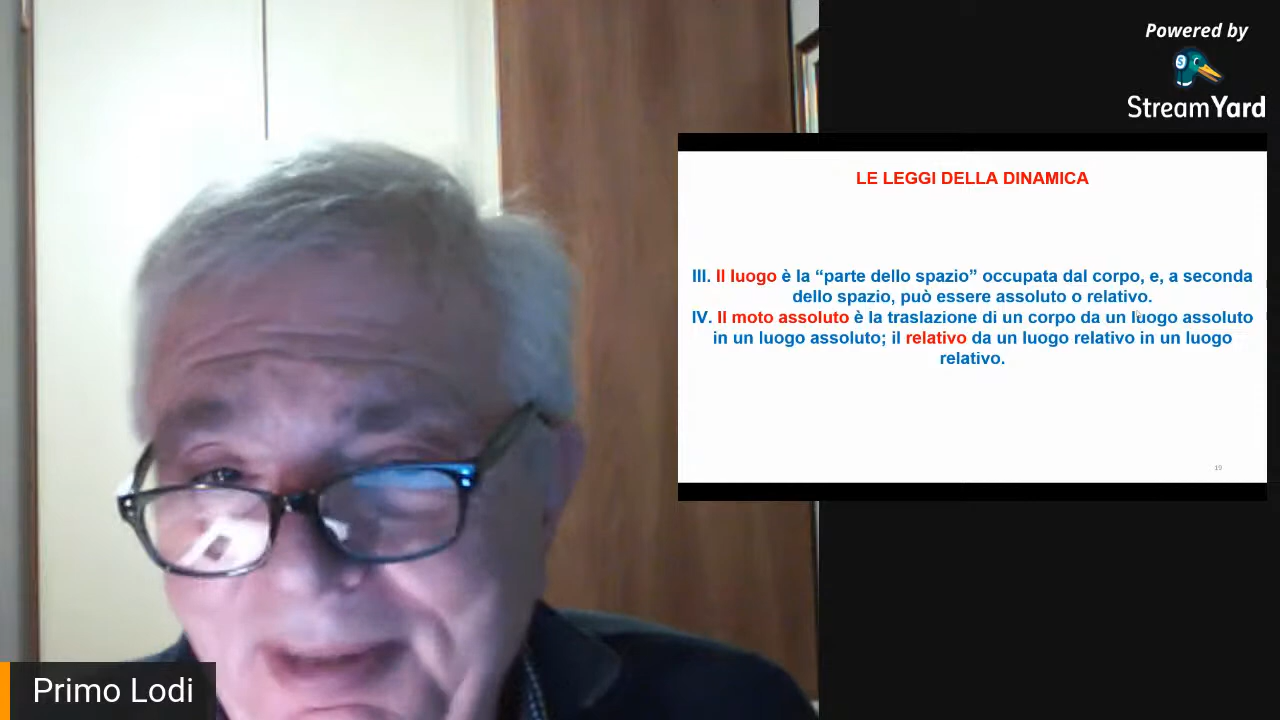 Powered by
StreamYard
LE LEGGI DELLA DINAMICA
III. Il luogo è la “parte dello spazio” occupata dal corpo, e, a seconda
dello spazio, può essere assoluto o relativo.
IV. Il moto assoluto è la traslazione di un corpo da un luogo assoluto
in un luogo assoluto; il relativo da un luogo relativo in un luogo
relativo.
19
Primo Lodi